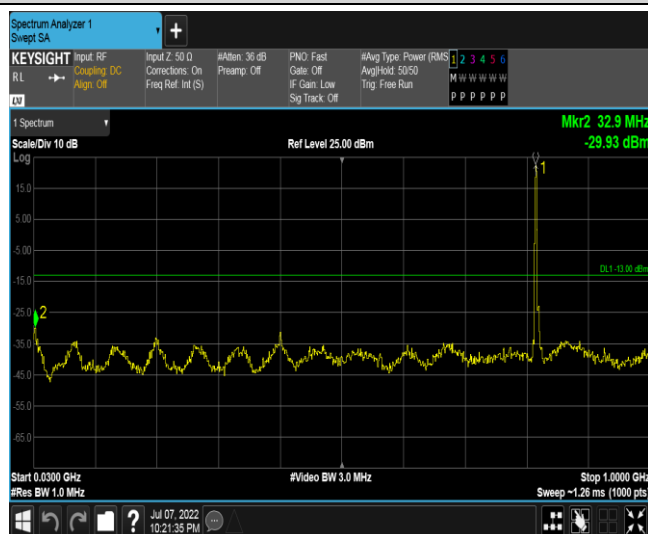 Spectrum Analyzer 1
Swept SA
+
KEYSIGHT
RL
LXI
Input: RF
Coupling: DC
Align: Off
Input Z: 50 Ω
Corrections: On
Freq Ref: Int (S)
#Atten: 36 dB
Preamp: Off
PNO: Fast
Gate: Off
IF Gain: Low
Sig Track: Off
#Avg Type: Power (RMS
Avg|Hold: 50/50
Trig: Free Run
1 2 3 4 5 6
M W W W W W
P P P P P P
1 Spectrum
Mkr2 32.9 MHz
Scale/Div 10 dB
Ref Level 25.00 dBm
-29.93 dBm
Log
1
15.0
5.00
-5.00
DL1 -13.00 dBm
-15.0
-25.0
2
-35.0
-45.0
-55.0
-65.0
Start 0.0300 GHz
#Video BW 3.0 MHz
Stop 1.0000 GHz
#Res BW 1.0 MHz
Sweep ~1.26 ms (1000 pts)
?
Jul 07, 2022
10:21:35 PM